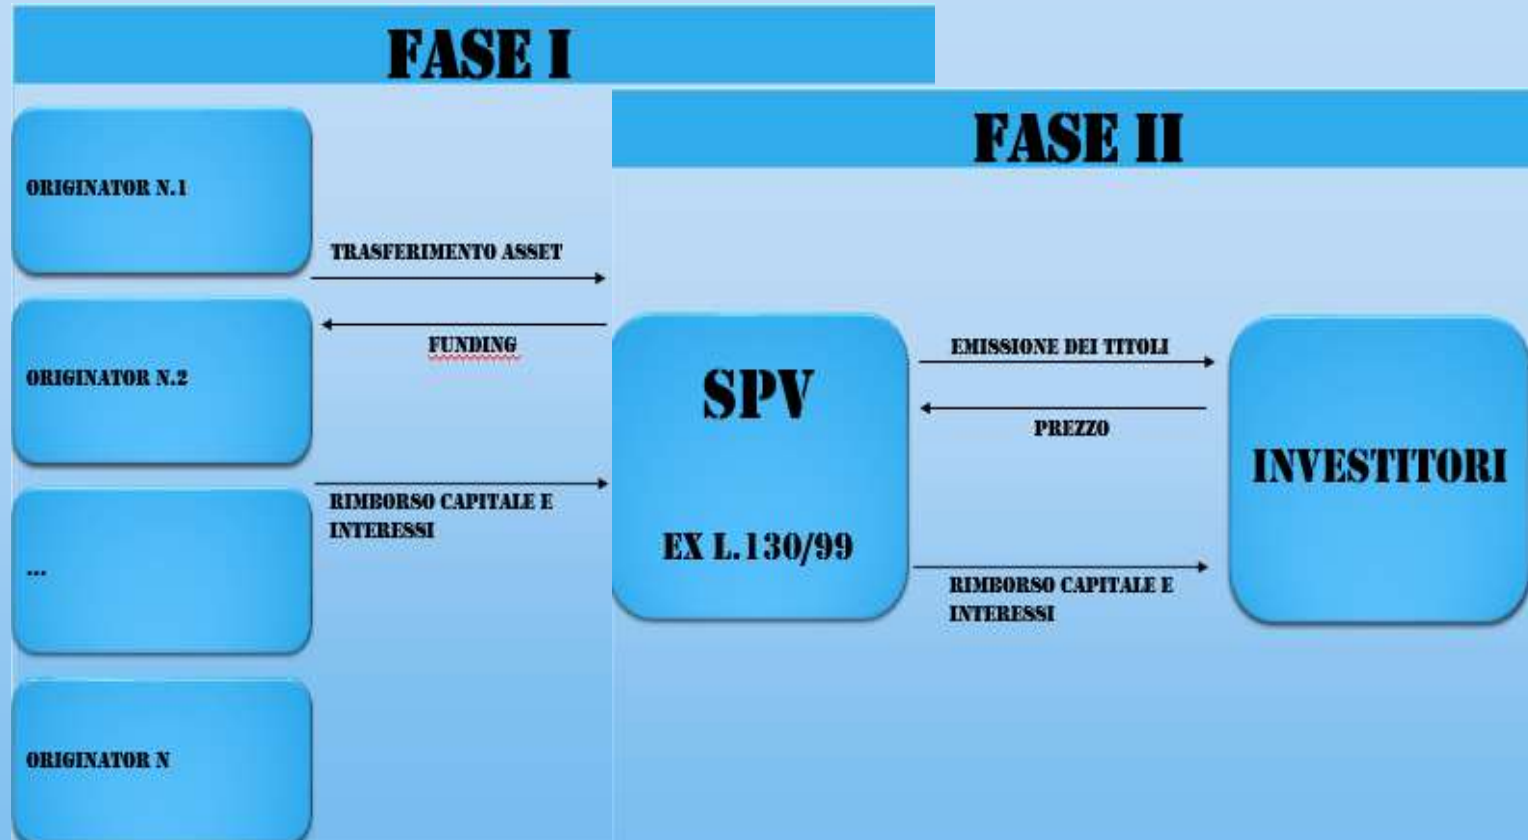 FASE I
FASE II
ORIGINATOR N.1
TRASFERIMENTO ASSET
FUNDING
ORIGINATOR N.2
RIMBORSO CAPITALE E
INTERESSI
...
ORIGINATOR N
SPV
EX L.130/99
EMISSIONE DEI TITOLI
PREZZO
RIMBORSO CAPITALE E
INTERESSI
INVESTITORI